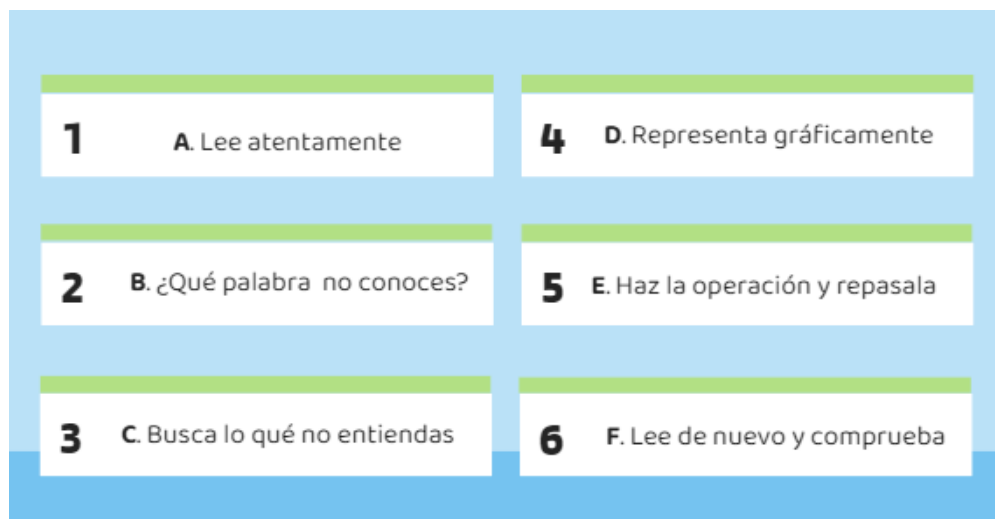 1 A. Lee atentamente
2 B. ¿Qué palabra no conoces?
3 C. Busca lo qué no entiendas
4 D. Representa gráficamente
5 E. Haz la operación y repasala
6 F. Lee de nuevo y comprueba